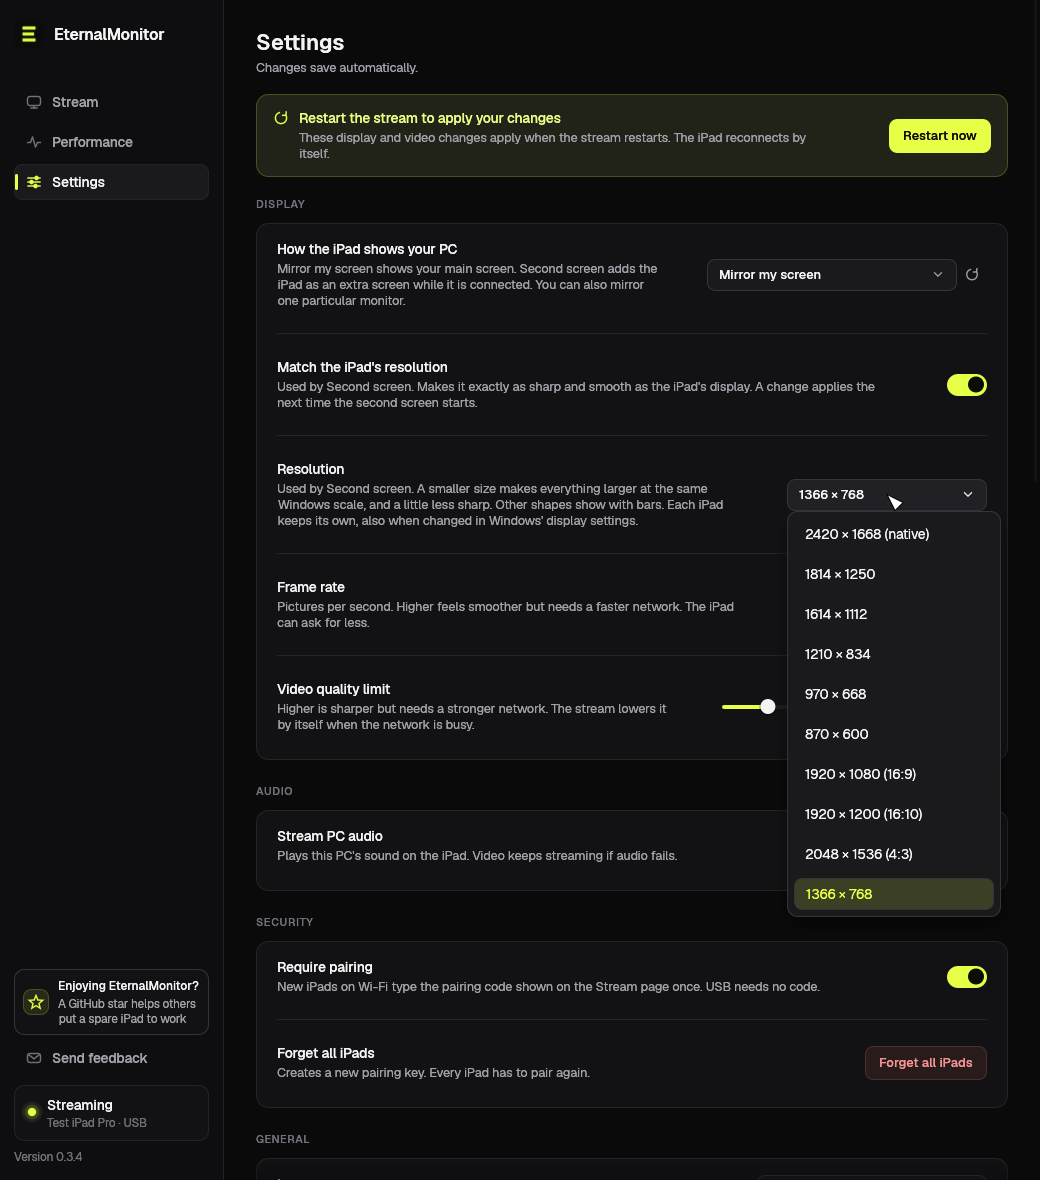 EternalMonitor
Stream
Performance
Settings
Enjoying EternalMonitor?
A GitHub star helps others
put a spare iPad to work
Send feedback
Streaming
Test iPad Pro · USB
Version 0.3.4
Settings
Changes save automatically.
Restart the stream to apply your changes
These display and video changes apply when the stream restarts. The iPad reconnects by
itself.
Restart now
DISPLAY
How the iPad shows your PC
Mirror my screen shows your main screen. Second screen adds the
iPad as an extra screen while it is connected. You can also mirror
one particular monitor.
Mirror my screen
Match the iPad's resolution
Used by Second screen. Makes it exactly as sharp and smooth as the iPad's display. A change applies the
next time the second screen starts.
Resolution
Used by Second screen. A smaller size makes everything larger at the same
Windows scale, and a little less sharp. Other shapes show with bars. Each iPad
keeps its own, also when changed in Windows' display settings.
1366 × 768
2420 × 1668 (native)
1814 × 1250
1614 × 1112
1210 × 834
970 × 668
870 × 600
1920 × 1080 (16:9)
1920 × 1200 (16:10)
2048 × 1536 (4:3)
1366 × 768
Frame rate
Pictures per second. Higher feels smoother but needs a faster network. The iPad
can ask for less.
Video quality limit
Higher is sharper but needs a stronger network. The stream lowers it
by itself when the network is busy.
AUDIO
Stream PC audio
Plays this PC's sound on the iPad. Video keeps streaming if audio fails.
SECURITY
Require pairing
New iPads on Wi-Fi type the pairing code shown on the Stream page once. USB needs no code.
Forget all iPads
Creates a new pairing key. Every iPad has to pair again.
Forget all iPads
GENERAL